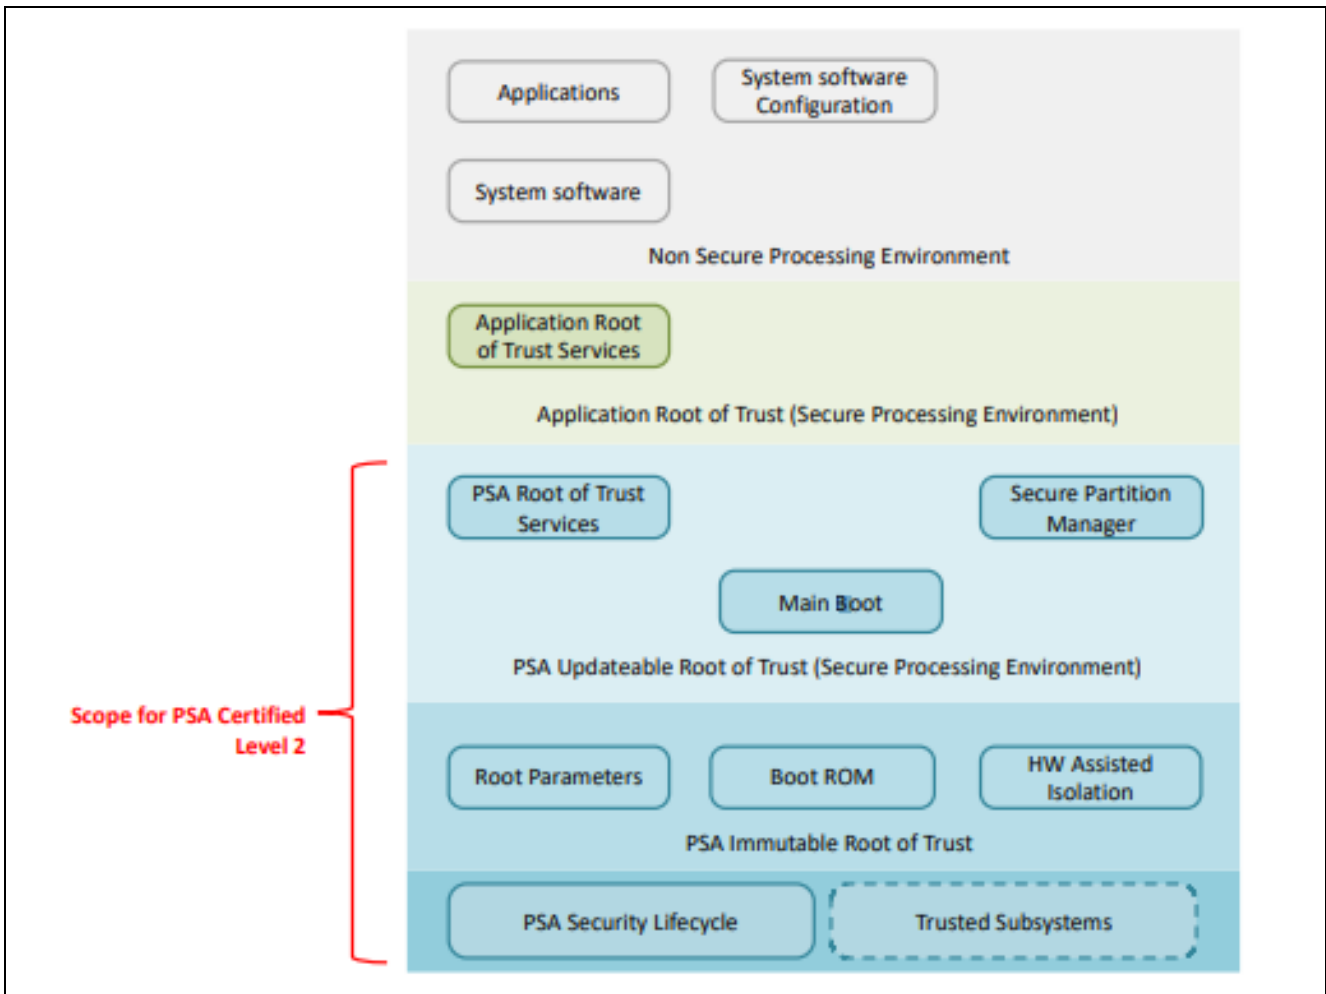 Applications
System software
Configuration
System software
Non Secure Processing Environment
Application Root
of Trust Services
Application Root of Trust (Secure Processing Environment)
PSA Root of Trust
Services
Secure Partition
Manager
Main Boot
PSA Updateable Root of Trust (Secure Processing Environment)
Scope for PSA Certified
Level 2
Root Parameters
Boot ROM
HW Assisted
Isolation
PSA Immutable Root of Trust
PSA Security Lifecycle
Trusted Subsystems